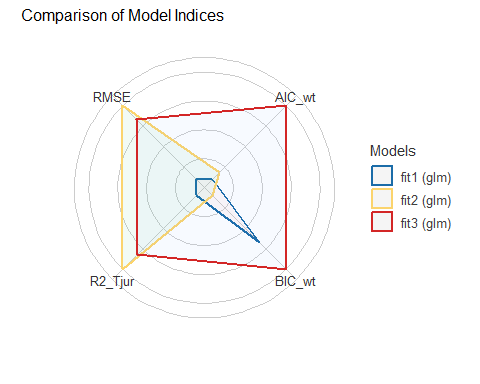 Comparison of Model Indices
RMSE
AIC_wt
R2_Tjur
BIC_wt
Models
fit1 (glm)
fit2 (glm)
fit3 (glm)